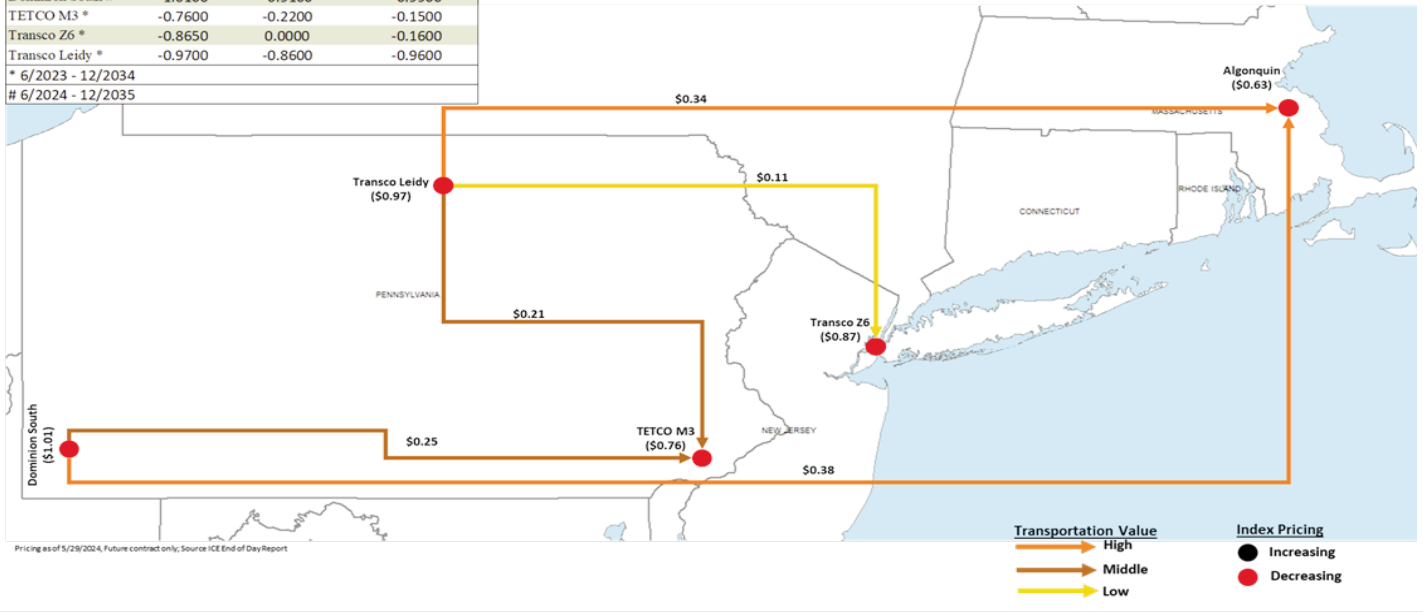 TETCO M3 * -0.7600 -0.2200 -0.1500
Transco Z6 * -0.8650 0.0000 -0.1600
Transco Leidy * -0.9700 -0.8600 -0.9600
* 6/2023 - 12/2034
# 6/2024 - 12/2035
Algonquin
($0.63)
$0.34
MASSACHUSETTS
Transco Leidy
($0.97)
$0.11
RHODE ISLAND
CONNECTICUT
PENNSYLVANIA
$0.21
Transco Z6
($0.87)
Dominion South
($1.01)
$0.25
TETCO M3
($0.76)
NEW JERSEY
$0.38
Pricing as of 5/29/2024, Future contract only; Source ICE End of Day Report
Transportation Value
High
Middle
Low
Index Pricing
Increasing
Decreasing